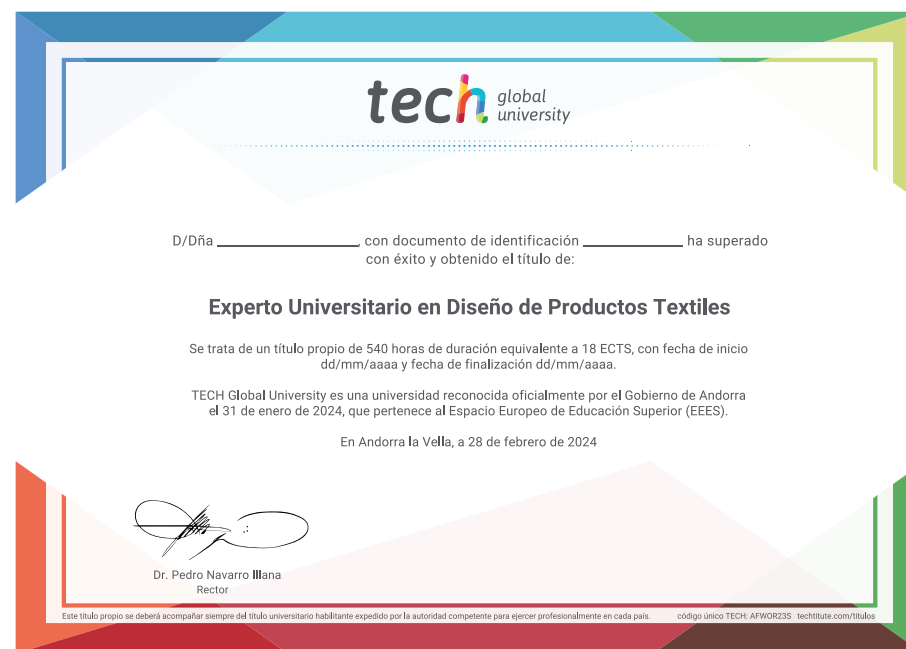 tech global university
D/Dña ________________, con documento de identificación ____________ ha superado
con éxito y obtenido el título de:
Experto Universitario en Diseño de Productos Textiles
Se trata de un título propio de 540 horas de duración equivalente a 18 ECTS, con fecha de inicio
dd/mm/aaaa y fecha de finalización dd/mm/aaaa.
TECH Global University es una universidad reconocida oficialmente por el Gobierno de Andorra
el 31 de enero de 2024, que pertenece al Espacio Europeo de Educación Superior (EEES).
En Andorra la Vella, a 28 de febrero de 2024
Dr. Pedro Navarro Illana
Rector
Este título propio se deberá acompañar siempre del título universitario habilitante expedido por la autoridad competente para ejercer profesionalmente en cada país. código único TECH: AFWOR23S techtitute.com/titulos